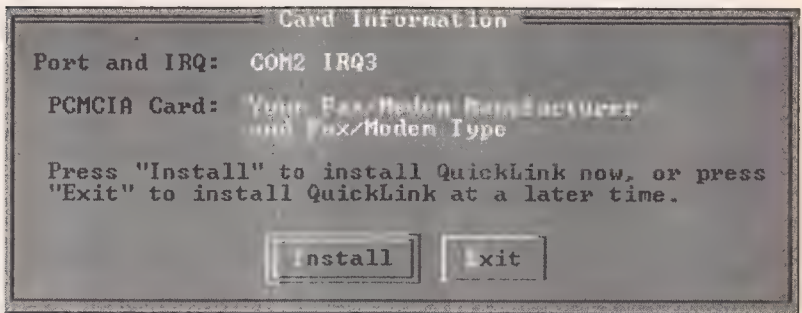 Card Information
Port and IRQ: COM2 IRQ3
PCMCIA Card: Your Fax/Modem Manufacturer
and Fax/Modem Type
Press "Install" to install QuickLink now, or press
"Exit" to install QuickLink at a later time.
Install Exit